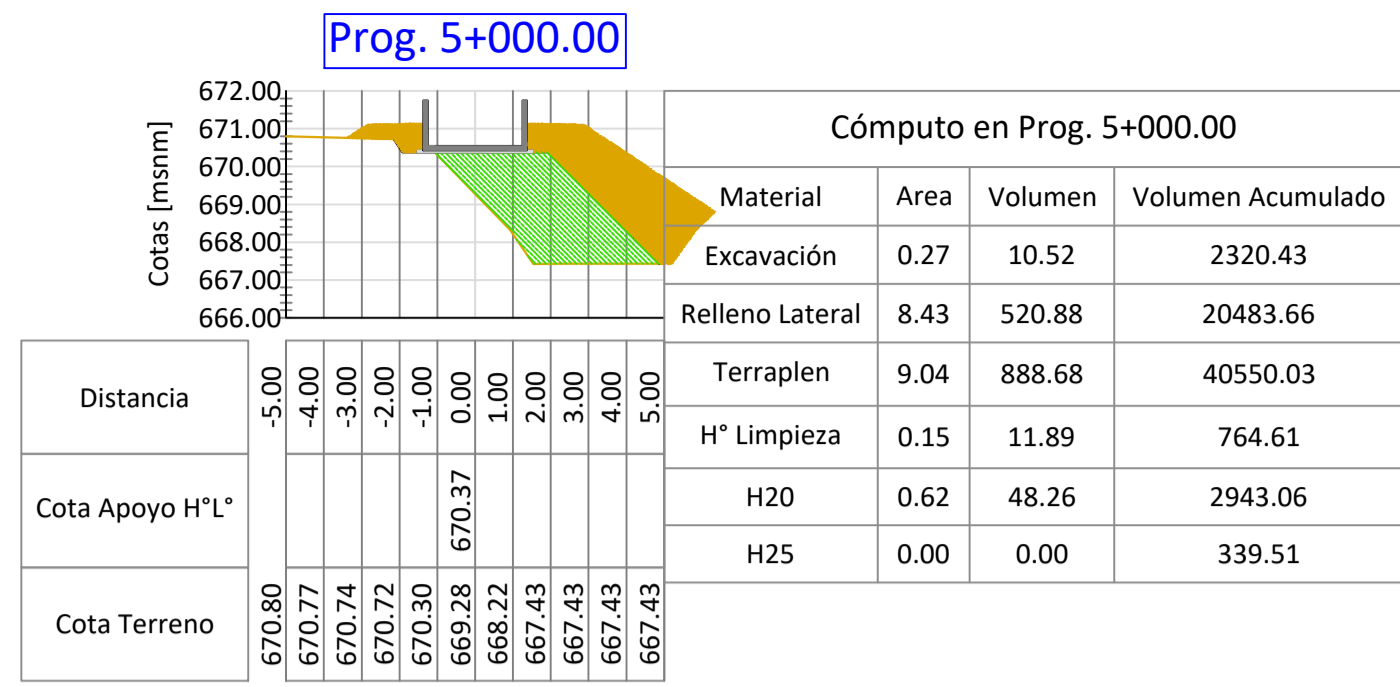 Prog. 5+000.00
672.00
671.00
670.00
669.00
668.00
667.00
666.00
Cotas [msnm]
Cómputo en Prog. 5+000.00
Material Area Volumen Volumen Acumulado
Excavación 0.27 10.52 2320.43
Relleno Lateral 8.43 520.88 20483.66
Terraplen 9.04 888.68 40550.03
H° Limpieza 0.15 11.89 764.61
H20 0.62 48.26 2943.06
H25 0.00 0.00 339.51
Distancia -5.00 -4.00 -3.00 -2.00 -1.00 0.00 1.00 2.00 3.00 4.00 5.00
Cota Apoyo H°L° 670.37
Cota Terreno 670.80 670.77 670.74 670.72 670.30 669.28 668.22 667.43 667.43 667.43 667.43